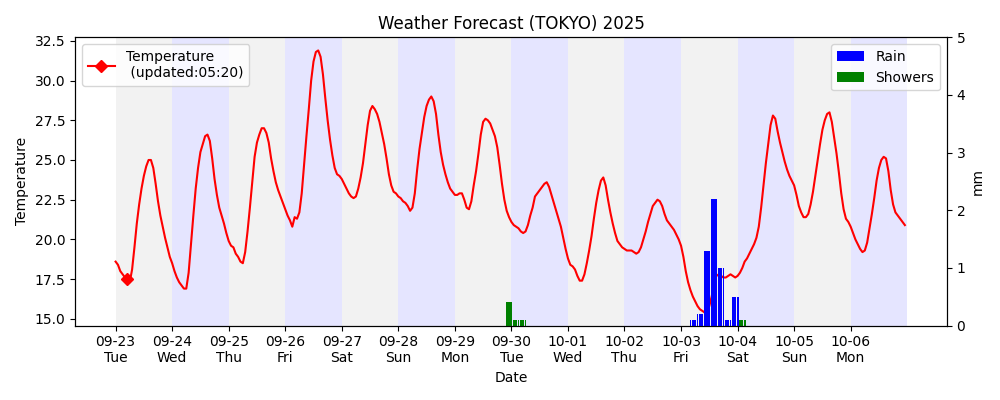 Weather Forecast (TOKYO) 2025
Temperature
(updated:05:20)
Rain
Showers
Temperature
32.5
30.0
27.5
25.0
22.5
20.0
17.5
15.0
5
4
3
2
1
0
mm
09-23 09-24 09-25 09-26 09-27 09-28 09-29 09-30 10-01 10-02 10-03 10-04 10-05 10-06
Tue Wed Thu Fri Sat Sun Mon Tue Wed Thu Fri Sat Sun Mon
Date